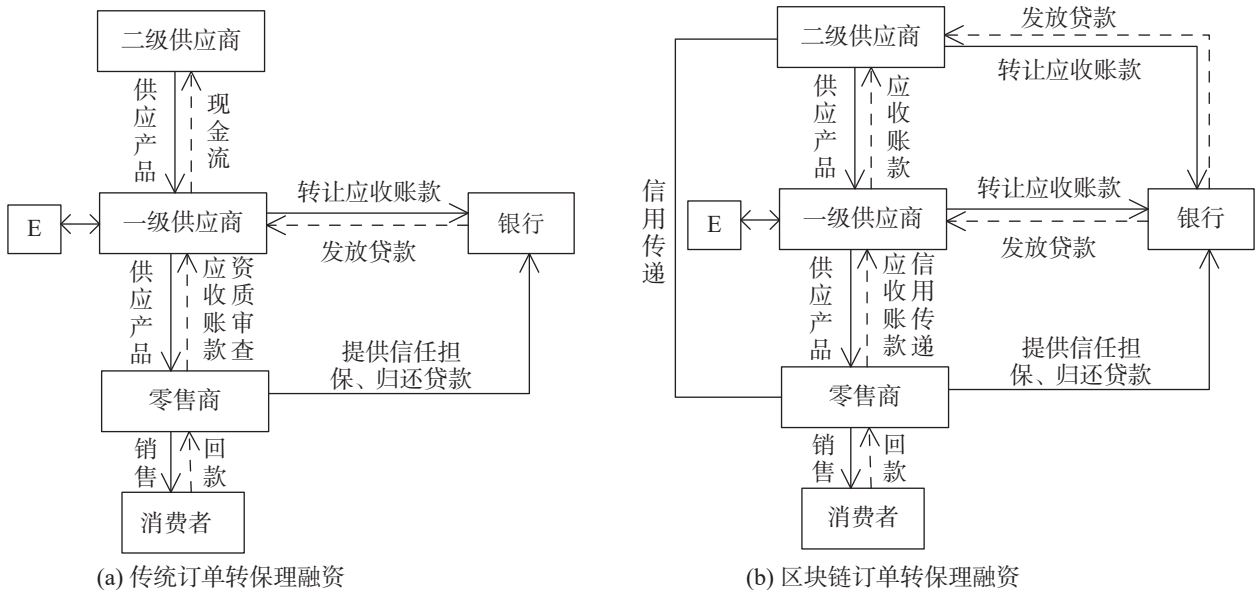 二级供应商
供应产品
现金流
E
一级供应商
转让应收账款
发放贷款
银行
供应产品
应收账款
资质审查
提供信任担
保、归还贷款
零售商
销售
回款
消费者
(a) 传统订单转保理融资
发放贷款
二级供应商
转让应收账款
供应产品
应收账款
信用传递
E
一级供应商
转让应收账款
发放贷款
银行
供应产品
应收账款
信用传递
提供信任担
保、归还贷款
零售商
销售
回款
消费者
(b) 区块链订单转保理融资